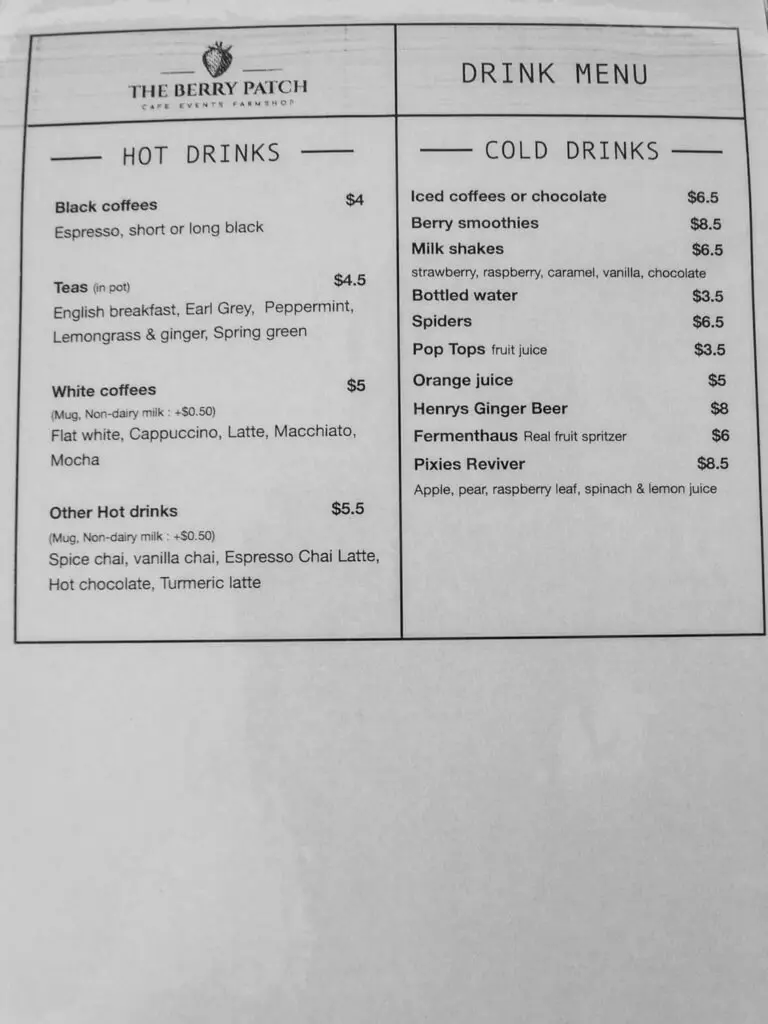 THE BERRY PATCH
CAFE EVENTS FARMSHOP
DRINK MENU
HOT DRINKS
Black coffees $4
Espresso, short or long black
Teas (in pot) $4.5
English breakfast, Earl Grey, Peppermint,
Lemongrass & ginger, Spring green
White coffees $5
(Mug, Non-dairy milk : +$0.50)
Flat white, Cappuccino, Latte, Macchiato,
Mocha
Other Hot drinks $5.5
(Mug, Non-dairy milk : +$0.50)
Spice chai, vanilla chai, Espresso Chai Latte,
Hot chocolate, Turmeric latte
COLD DRINKS
Iced coffees or chocolate $6.5
Berry smoothies $8.5
Milk shakes $6.5
strawberry, raspberry, caramel, vanilla, chocolate
Bottled water $3.5
Spiders $6.5
Pop Tops fruit juice $3.5
Orange juice $5
Henrys Ginger Beer $8
Fermenthaus Real fruit spritzer $6
Pixies Reviver $8.5
Apple, pear, raspberry leaf, spinach & lemon juice